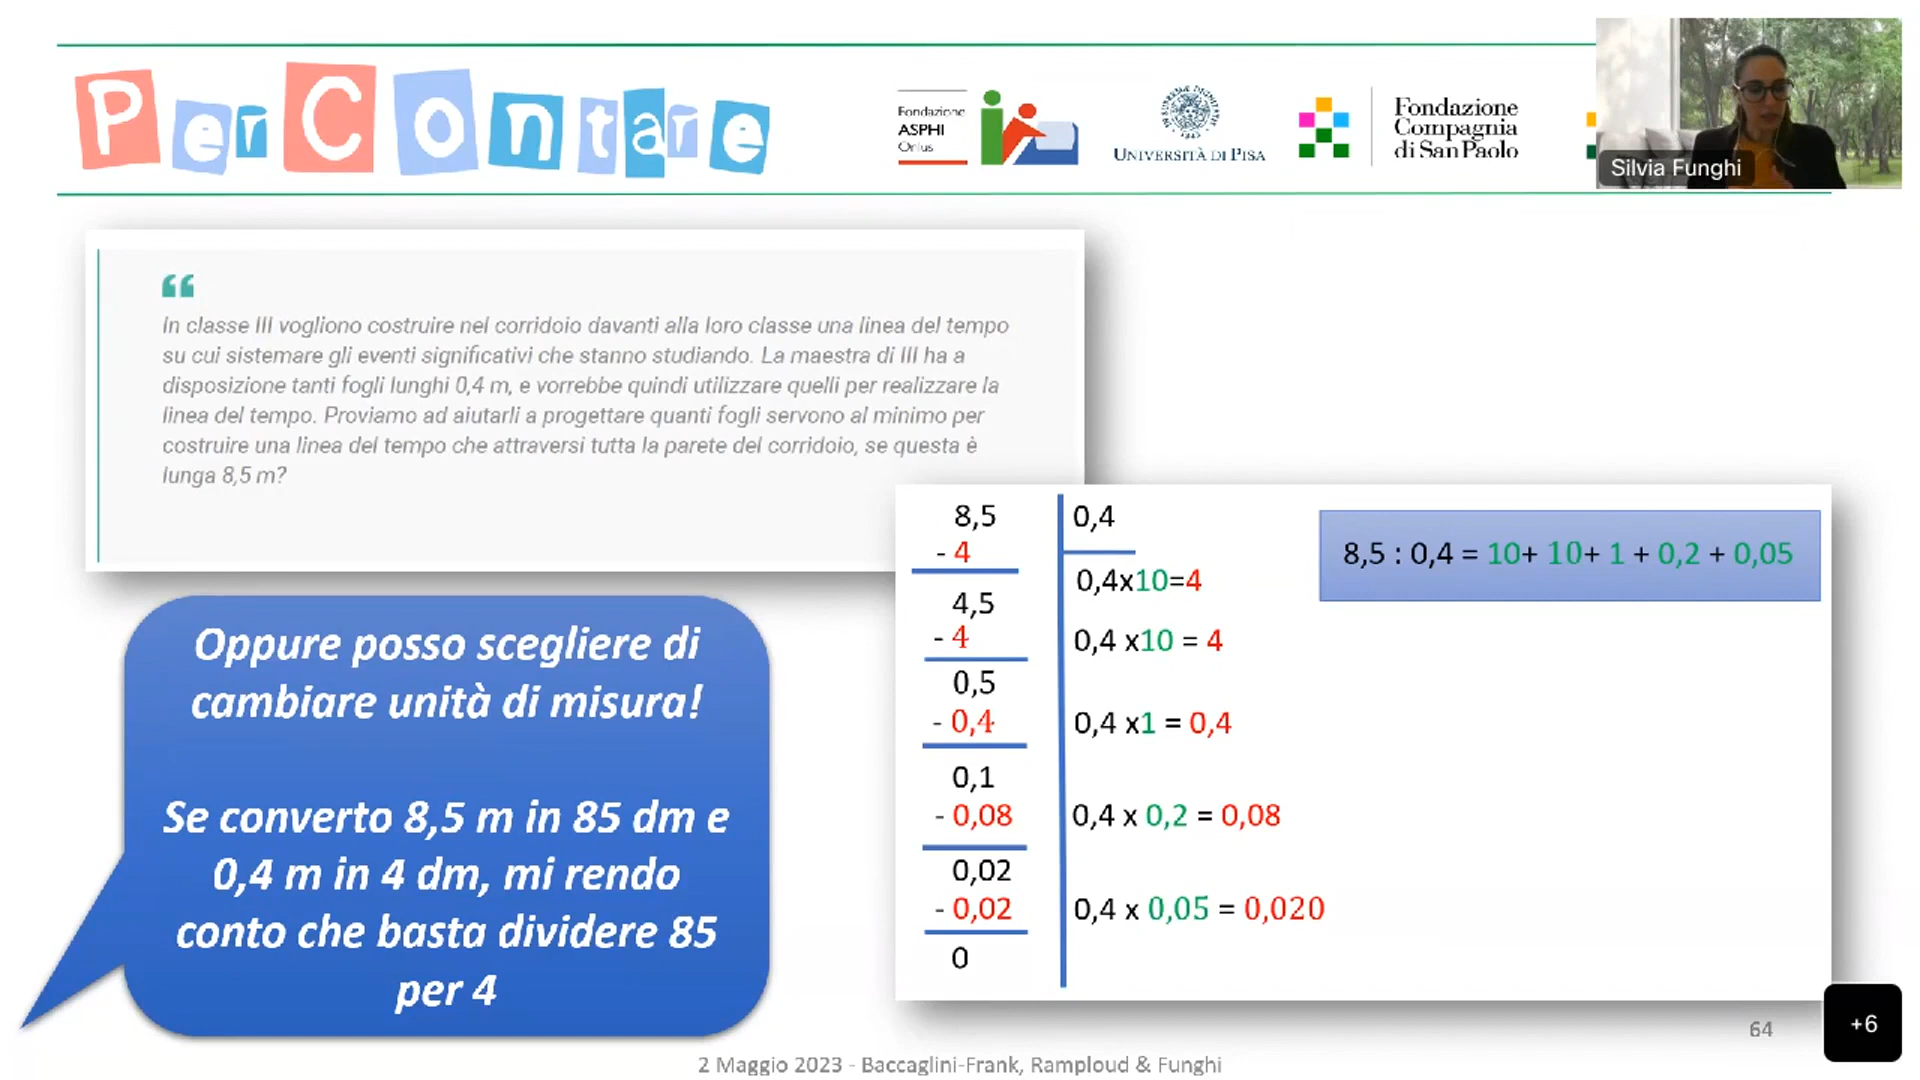 PerContare
Fondazione
ASPHI
Onlus
UNIVERSITÀ DI PISA
Fondazione
Compagnia
di San Paolo
Silvia Funghi
In classe III vogliono costruire nel corridoio davanti alla loro classe una linea del tempo
su cui sistemare gli eventi significativi che stanno studiando. La maestra di III ha a
disposizione tanti fogli lunghi 0,4 m, e vorrebbe quindi utilizzare quelli per realizzare la
linea del tempo. Proviamo ad aiutarli a progettare quanti fogli servono al minimo per
costruire una linea del tempo che attraversi tutta la parete del corridoio, se questa è
lunga 8,5 m?
Oppure posso scegliere di
cambiare unità di misura!
Se converto 8,5 m in 85 dm e
0,4 m in 4 dm, mi rendo
conto che basta dividere 85
per 4
8,5 0,4
- 4
0,4x10=4
4,5
- 4 0,4 x10 = 4
0,5
- 0,4 0,4 x1 = 0,4
0,1
- 0,08 0,4 x 0,2 = 0,08
0,02
- 0,02 0,4 x 0,05 = 0,020
0
8,5 : 0,4 = 10+ 10+ 1 + 0,2 + 0,05
64
+6
2 Maggio 2023 - Baccaglini-Frank, Ramploud & Funghi